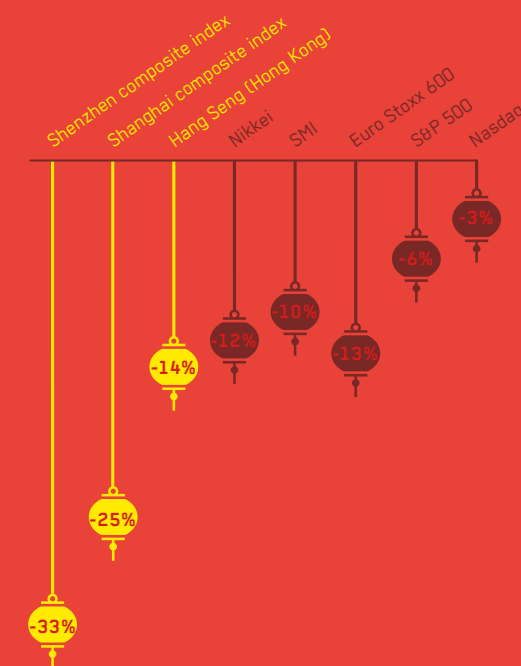 Shenzhen composite index
Shanghai composite index
Hang Seng (Hong Kong)
Nikkei
SMI
Euro Stoxx 600
S&P 500
Nasdaq
-3%
-6%
-10%
-12%
-13%
-14%
-25%
-33%